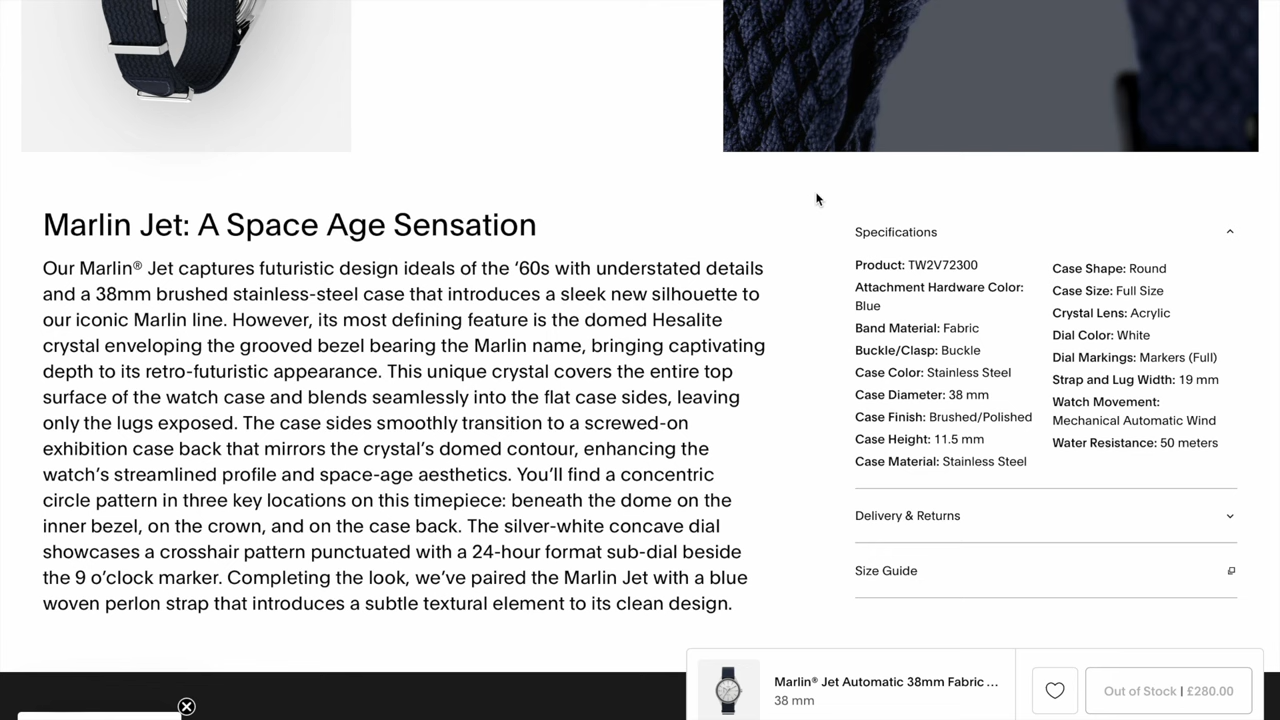 Marlin Jet: A Space Age Sensation
Our Marlin® Jet captures futuristic design ideals of the ‘60s with understated details
and a 38mm brushed stainless-steel case that introduces a sleek new silhouette to
our iconic Marlin line. However, its most defining feature is the domed Hesalite
crystal enveloping the grooved bezel bearing the Marlin name, bringing captivating
depth to its retro-futuristic appearance. This unique crystal covers the entire top
surface of the watch case and blends seamlessly into the flat case sides, leaving
only the lugs exposed. The case sides smoothly transition to a screwed-on
exhibition case back that mirrors the crystal’s domed contour, enhancing the
watch’s streamlined profile and space-age aesthetics. You’ll find a concentric
circle pattern in three key locations on this timepiece: beneath the dome on the
inner bezel, on the crown, and on the case back. The silver-white concave dial
showcases a crosshair pattern punctuated with a 24-hour format sub-dial beside
the 9 o’clock marker. Completing the look, we’ve paired the Marlin Jet with a blue
woven perlon strap that introduces a subtle textural element to its clean design.
Specifications
Product: TW2V72300
Attachment Hardware Color:
Blue
Band Material: Fabric
Buckle/Clasp: Buckle
Case Color: Stainless Steel
Case Diameter: 38 mm
Case Finish: Brushed/Polished
Case Height: 11.5 mm
Case Material: Stainless Steel
Case Shape: Round
Case Size: Full Size
Crystal Lens: Acrylic
Dial Color: White
Dial Markings: Markers (Full)
Strap and Lug Width: 19 mm
Watch Movement:
Mechanical Automatic Wind
Water Resistance: 50 meters
Delivery & Returns
Size Guide
Marlin® Jet Automatic 38mm Fabric ...
38 mm
Out of Stock | £280.00